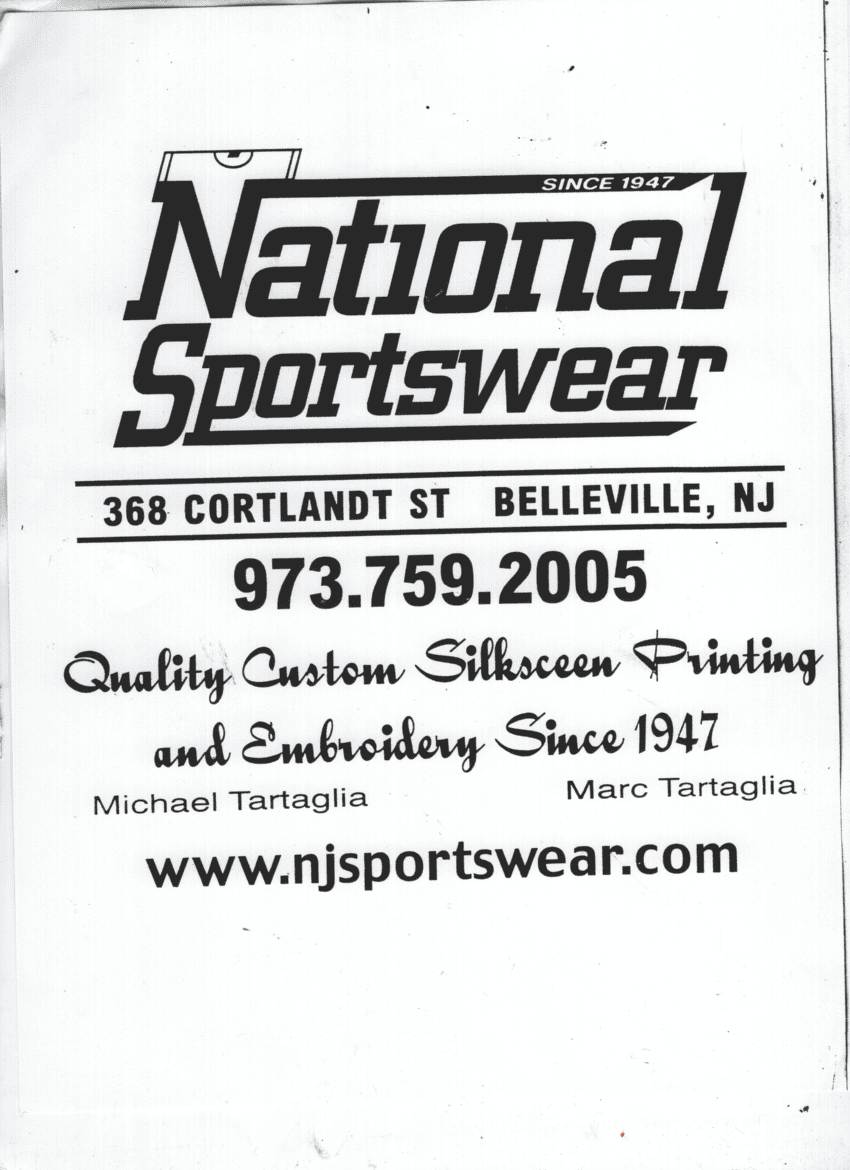 SINCE 1947
National
Sportswear
368 CORTLANDT ST BELLEVILLE, NJ
973.759.2005
Quality Custom Silksceen Printing
and Embroidery Since 1947
Michael Tartaglia Marc Tartaglia
www.njsportswear.com